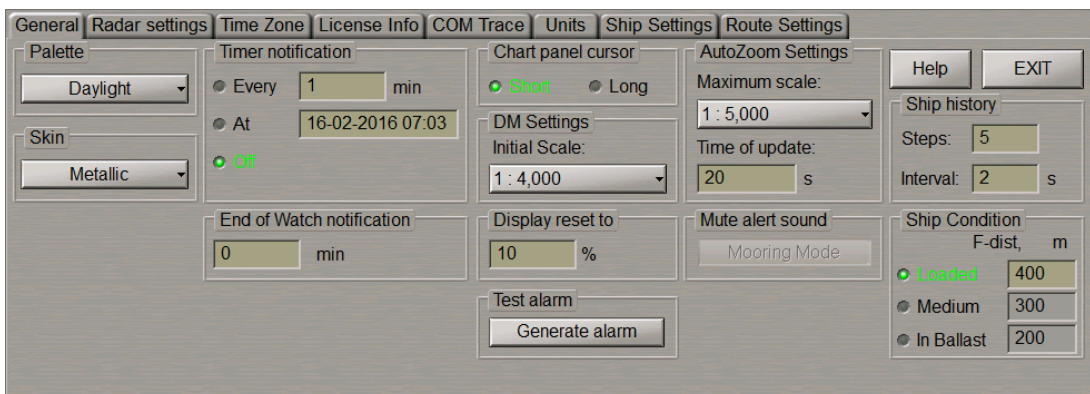 General Radar settings Time Zone License Info COM Trace Units Ship Settings Route Settings
Palette
Daylight
Skin
Metallic
Timer notification
Every 1 min
At 16-02-2016 07:03
Off
End of Watch notification
0 min
Chart panel cursor
Short Long
DM Settings
Initial Scale:
1 : 4,000
Display reset to
10 %
Test alarm
Generate alarm
AutoZoom Settings
Maximum scale:
1 : 5,000
Time of update:
20 s
Mute alert sound
Mooring Mode
Help EXIT
Ship history
Steps: 5
Interval: 2 s
Ship Condition
F-dist, m
Loaded 400
Medium 300
In Ballast 200